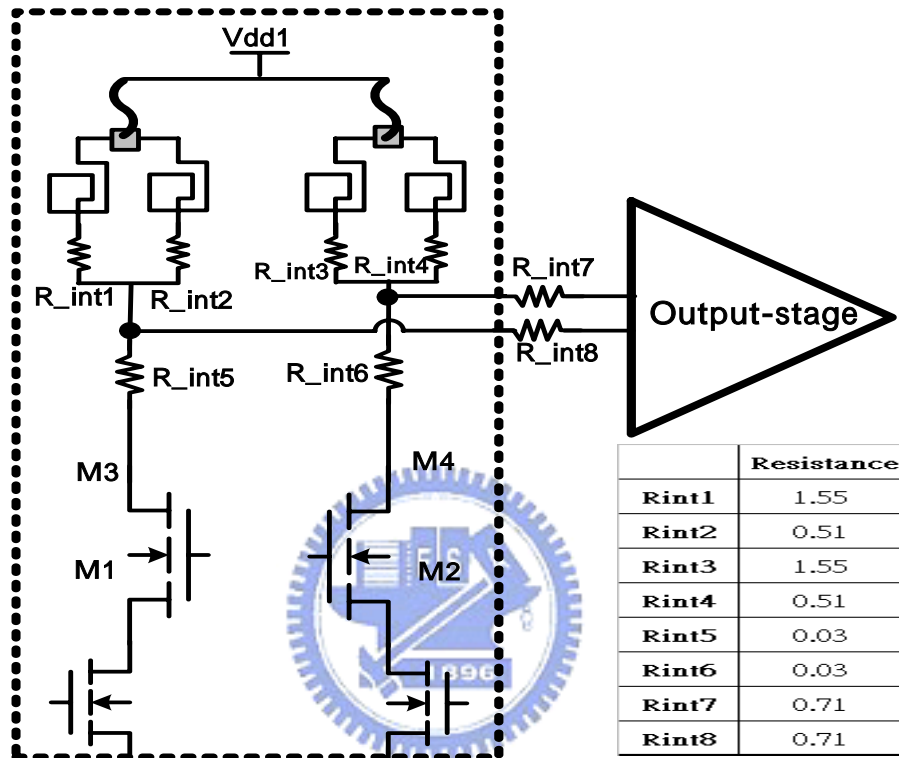 Vdd1
R_int1
R_int2
R_int3
R_int4
R_int5
R_int6
R_int7
R_int8
Output-stage
M3
M4
M1
M2
1896
Resistance
Rint1 1.55
Rint2 0.51
Rint3 1.55
Rint4 0.51
Rint5 0.03
Rint6 0.03
Rint7 0.71
Rint8 0.71